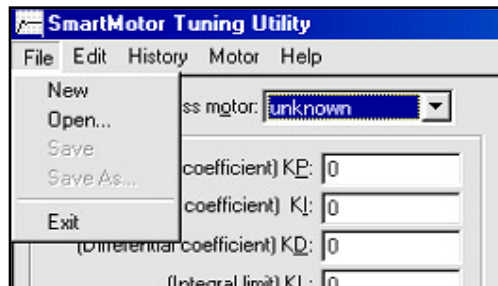 SmartMotor Tuning Utility
File Edit History Motor Help
New
Open...
Save
Save As...
Exit
ss motor: unknown
coefficient) KP: 0
coefficient) KI: 0
coefficient) KD: 0
(Integral limit) KL: 0